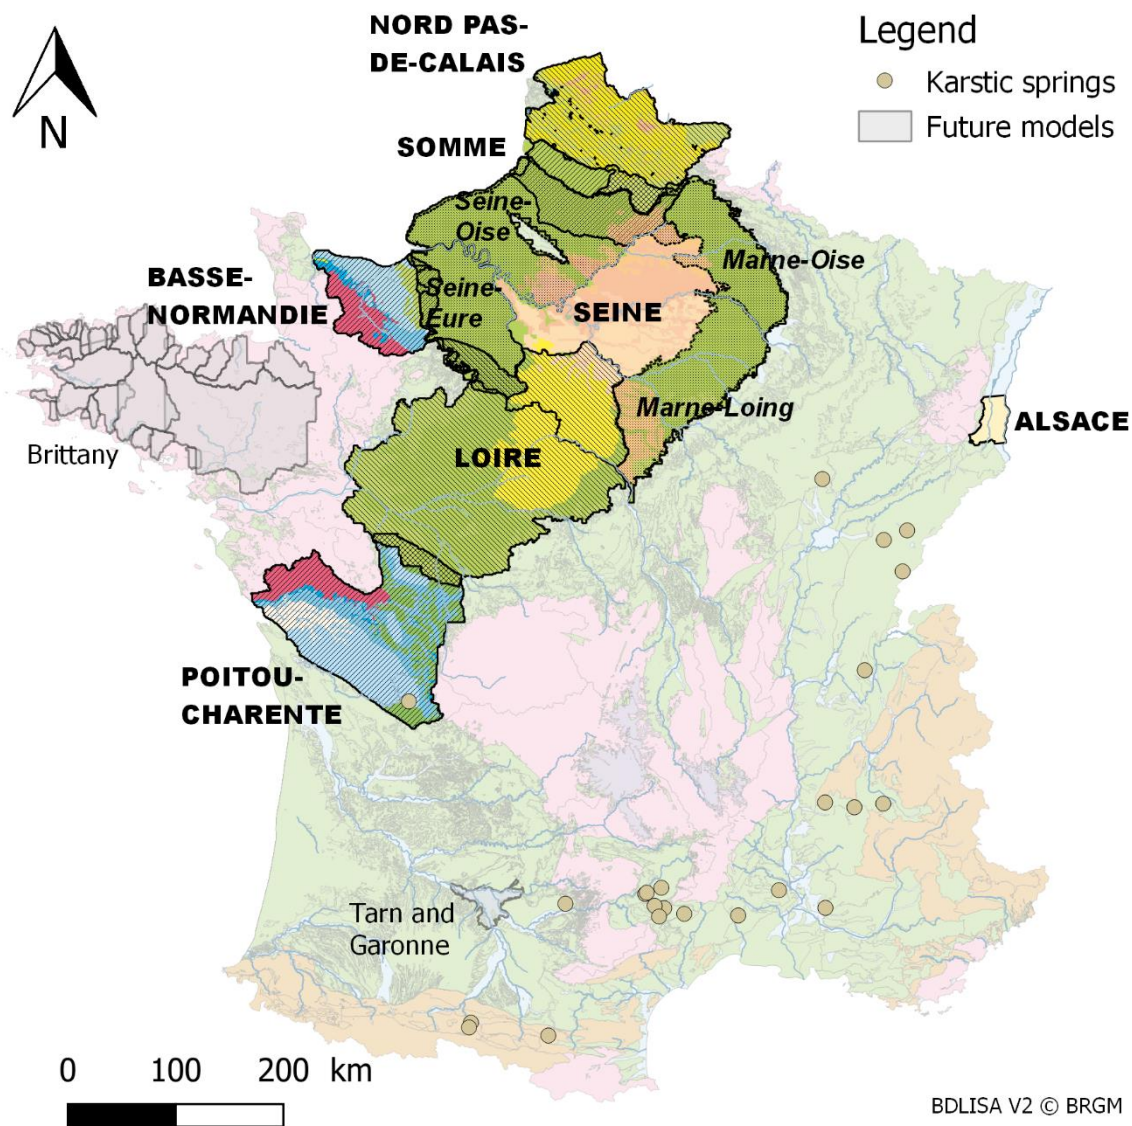 NORD PAS-
DE-CALAIS
Legend
Karstic springs
Future models
N
SOMME
Seine-
Oise
Marne-Oise
BASSE-
NORMANDIE
Seine-
Eure
SEINE
Marne-Loing
ALSACE
Brittany
LOIRE
POITOU-
CHARENTE
Tarn and
Garonne
0 100 200 km
BDLISA V2 © BRGM